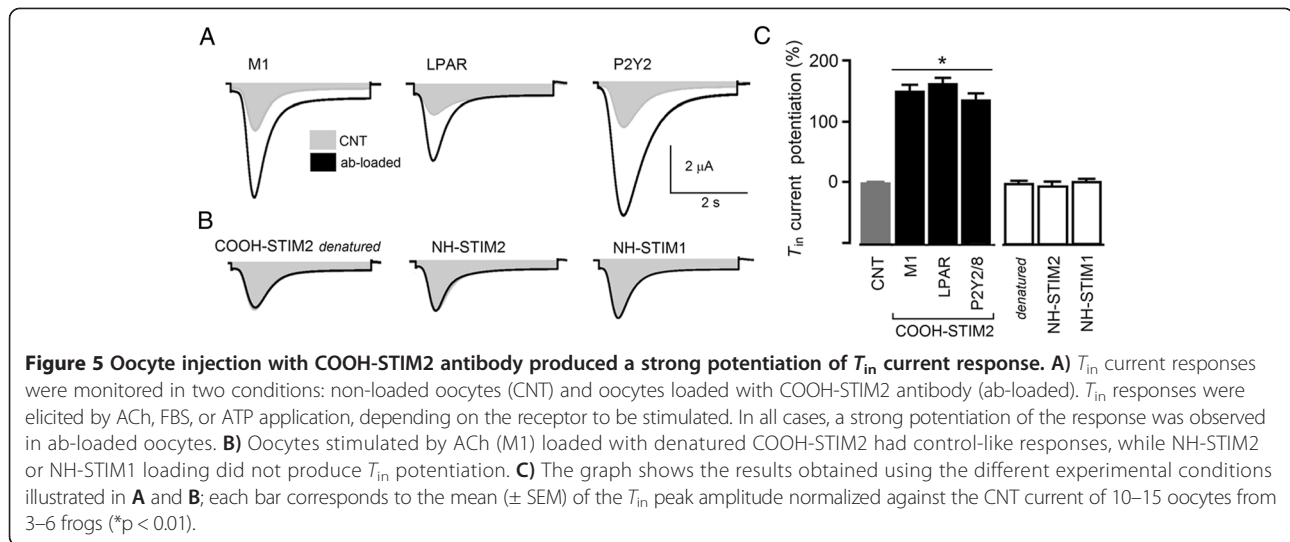 A
M1
LPAR
P2Y2
CNT
ab-loaded
2 µA
2 s
B
COOH-STIM2 denatured
NH-STIM2
NH-STIM1
C
Tin current potentiation (%)
200
100
0
*
CNT
M1
LPAR
P2Y2/8
denatured
NH-STIM2
NH-STIM1
COOH-STIM2
Figure 5 Oocyte injection with COOH-STIM2 antibody produced a strong potentiation of Tin current response. A) Tin current responses
were monitored in two conditions: non-loaded oocytes (CNT) and oocytes loaded with COOH-STIM2 antibody (ab-loaded). Tin responses were
elicited by ACh, FBS, or ATP application, depending on the receptor to be stimulated. In all cases, a strong potentiation of the response was observed
in ab-loaded oocytes. B) Oocytes stimulated by ACh (M1) loaded with denatured COOH-STIM2 had control-like responses, while NH-STIM2
or NH-STIM1 loading did not produce Tin potentiation. C) The graph shows the results obtained using the different experimental conditions
illustrated in A and B; each bar corresponds to the mean (± SEM) of the Tin peak amplitude normalized against the CNT current of 10–15 oocytes from
3–6 frogs (*p < 0.01).